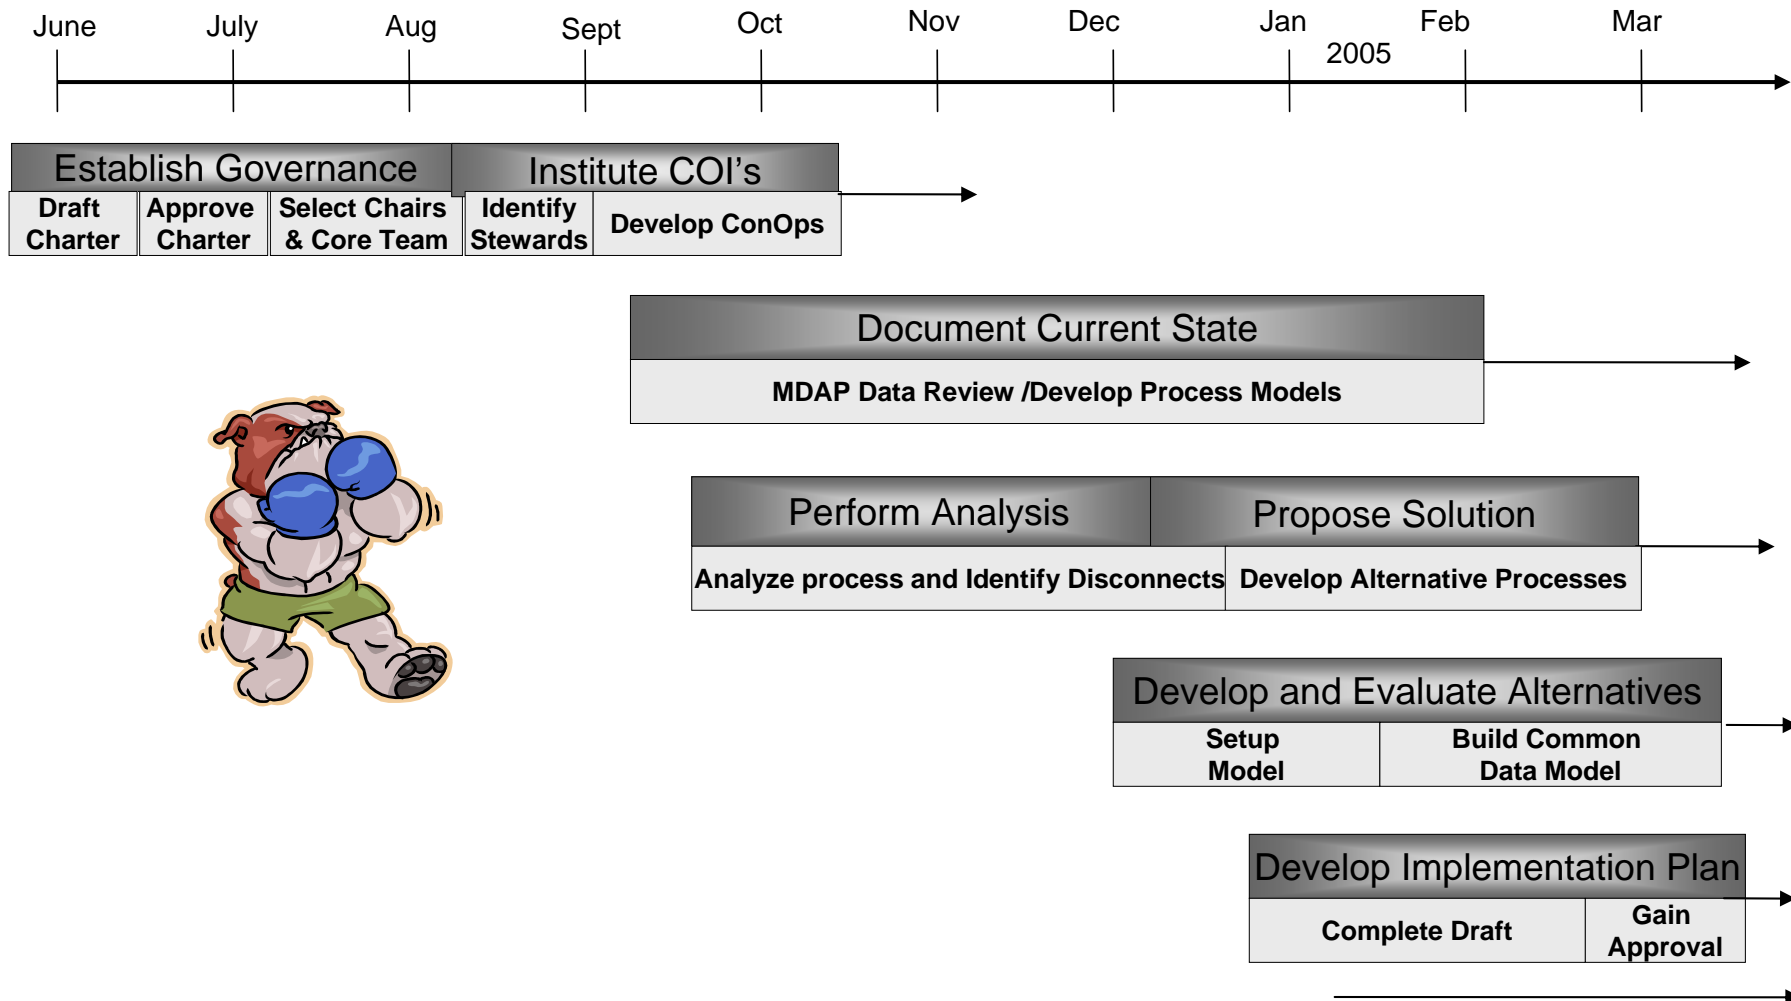 June July Aug Sept Oct Nov Dec Jan Feb Mar
2005
Establish Governance
Institute COI's
Draft
Charter
Approve
Charter
Select Chairs
& Core Team
Identify
Stewards
Develop ConOps
Document Current State
MDAP Data Review /Develop Process Models
Perform Analysis
Propose Solution
Analyze process and Identify Disconnects
Develop Alternative Processes
Develop and Evaluate Alternatives
Setup
Model
Build Common
Data Model
Develop Implementation Plan
Complete Draft
Gain
Approval